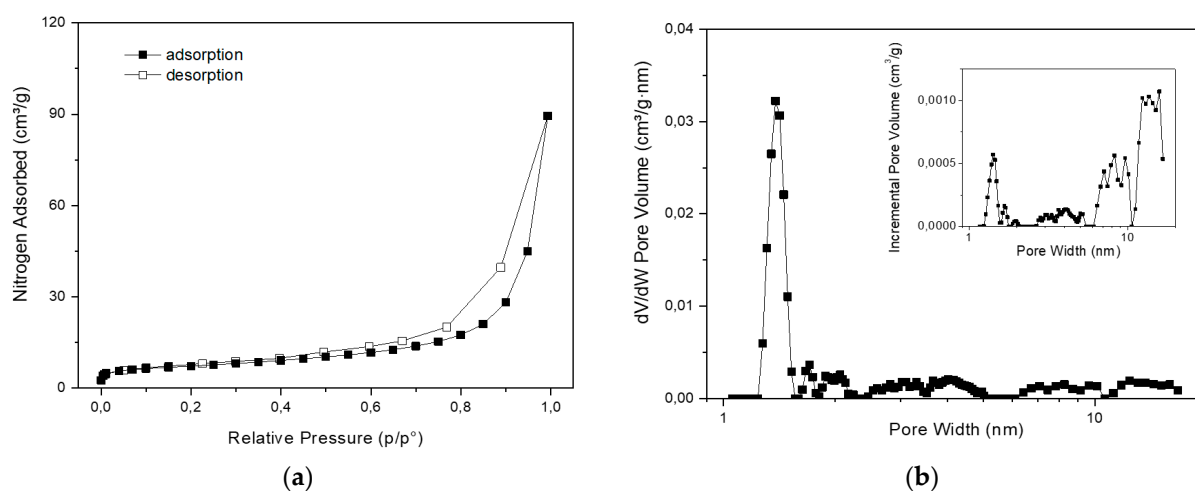 120
90
60
30
0
Nitrogen Adsorbed (cm³/g)
adsorption
desorption
0,0 0,2 0,4 0,6 0,8 1,0
Relative Pressure (p/p°)
(a)
0,04
0,03
0,02
0,01
0,00
dV/dW Pore Volume (cm³/g·nm)
1 10
Pore Width (nm)
0,0010
0,0005
0,0000
Incremental Pore Volume (cm³/g)
1 10
Pore Width (nm)
(b)